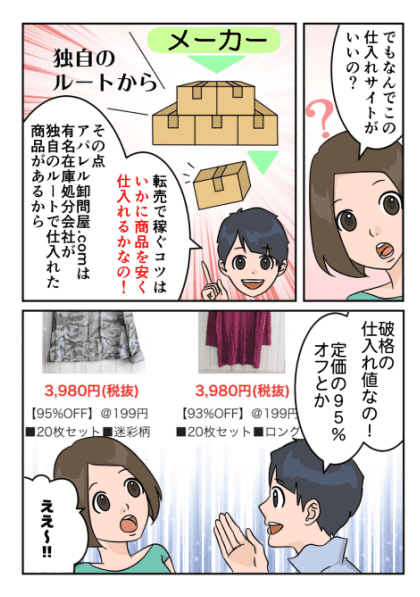 でもなんでこの
仕入れサイトが
いいの？
?
メーカー
独自の
ルートから
転売で稼ぐコツは
いかに商品を安く
仕入れるかなの！
その点
アパレル卸問屋.comは
有名在庫処分会社が
独自のルートで仕入れた
商品があるから
破格の
仕入れ値なの！
定価の９５％
オフとか
3,980円(税抜)
【95%OFF】@199円
■20枚セット■迷彩柄
3,980円(税抜)
【93%OFF】@199円
■20枚セット■ロング
ええ〜!!